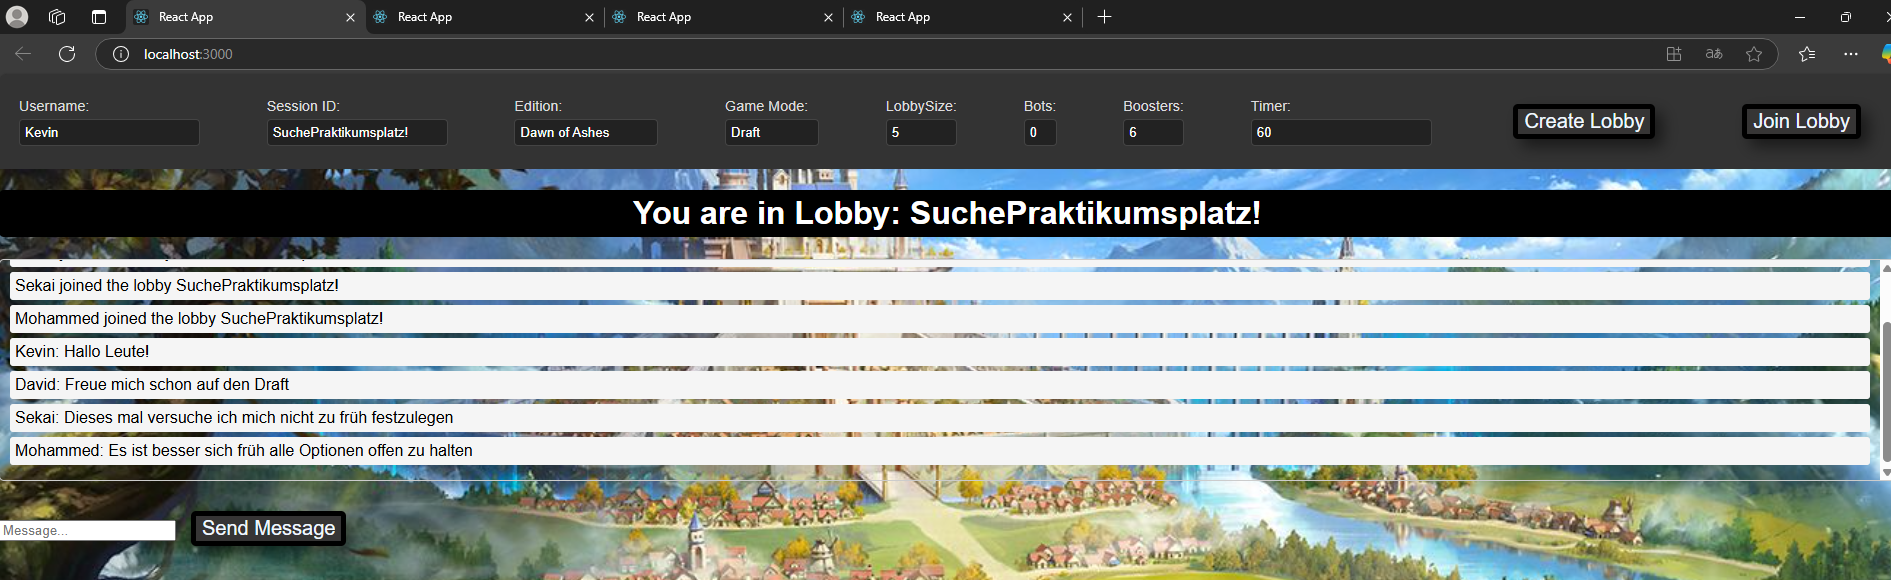 React App
React App
React App
React App
localhost:3000
Username:
Session ID:
Edition:
Game Mode:
LobbySize:
Bots:
Boosters:
Timer:
Kevin
SuchePraktikumsplatz!
Dawn of Ashes
Draft
5
0
6
60
Create Lobby
Join Lobby
You are in Lobby: SuchePraktikumsplatz!
Sekai joined the lobby SuchePraktikumsplatz!
Mohammed joined the lobby SuchePraktikumsplatz!
Kevin: Hallo Leute!
David: Freue mich schon auf den Draft
Sekai: Dieses mal versuche ich mich nicht zu früh festzulegen
Mohammed: Es ist besser sich früh alle Optionen offen zu halten
Message...
Send Message